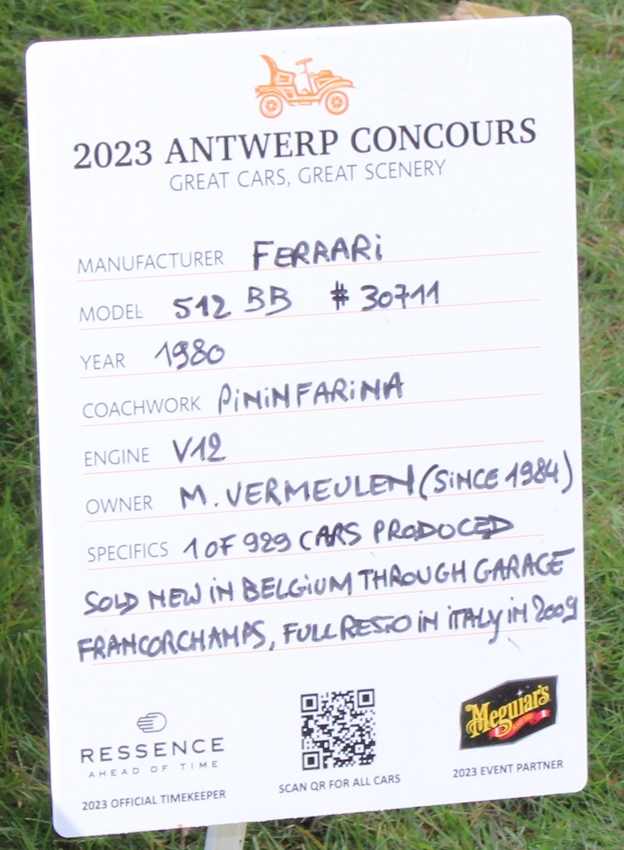 2023 ANTWERP CONCOURS
GREAT CARS, GREAT SCENERY
MANUFACTURER FERRARi
MODEL 512 BB # 30711
YEAR 1980
COACHWORK PiNiNFARiNA
ENGINE V12
OWNER M. VERMEULEN (SiNCE 1984)
SPECIFICS 1 OF 929 CARS PRODUCED
SOLD NEW iN BELGiUM THROUGH GARAGE
FRANCORCHAMPS, FULL RESTO iN iTALy iN 2009
RESSENCE
AHEAD OF TIME
2023 OFFICIAL TIMEKEEPER
SCAN QR FOR ALL CARS
Meguiar's
2023 EVENT PARTNER